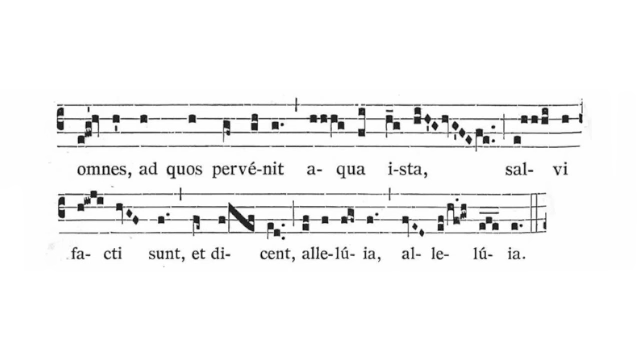 omnes, ad quos pervé-nit a- qua i-sta, sal- vi
fa- cti sunt, et di- cent, alle-lú- ia, al- le- lú- ia.